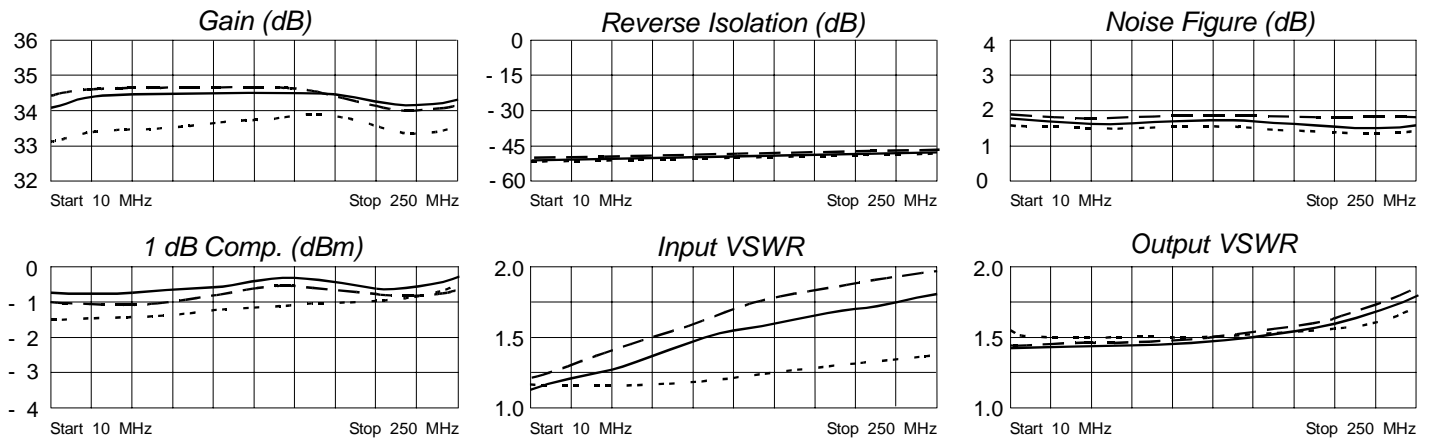 Gain (dB)
36
35
34
33
32
Start 10 MHz Stop 250 MHz
Reverse Isolation (dB)
0
- 15
- 30
- 45
- 60
Start 10 MHz Stop 250 MHz
Noise Figure (dB)
4
3
2
1
0
Start 10 MHz Stop 250 MHz
1 dB Comp. (dBm)
0
- 1
- 2
- 3
- 4
Start 10 MHz Stop 250 MHz
Input VSWR
2.0
1.5
1.0
Start 10 MHz Stop 250 MHz
Output VSWR
2.0
1.5
1.0
Start 10 MHz Stop 250 MHz